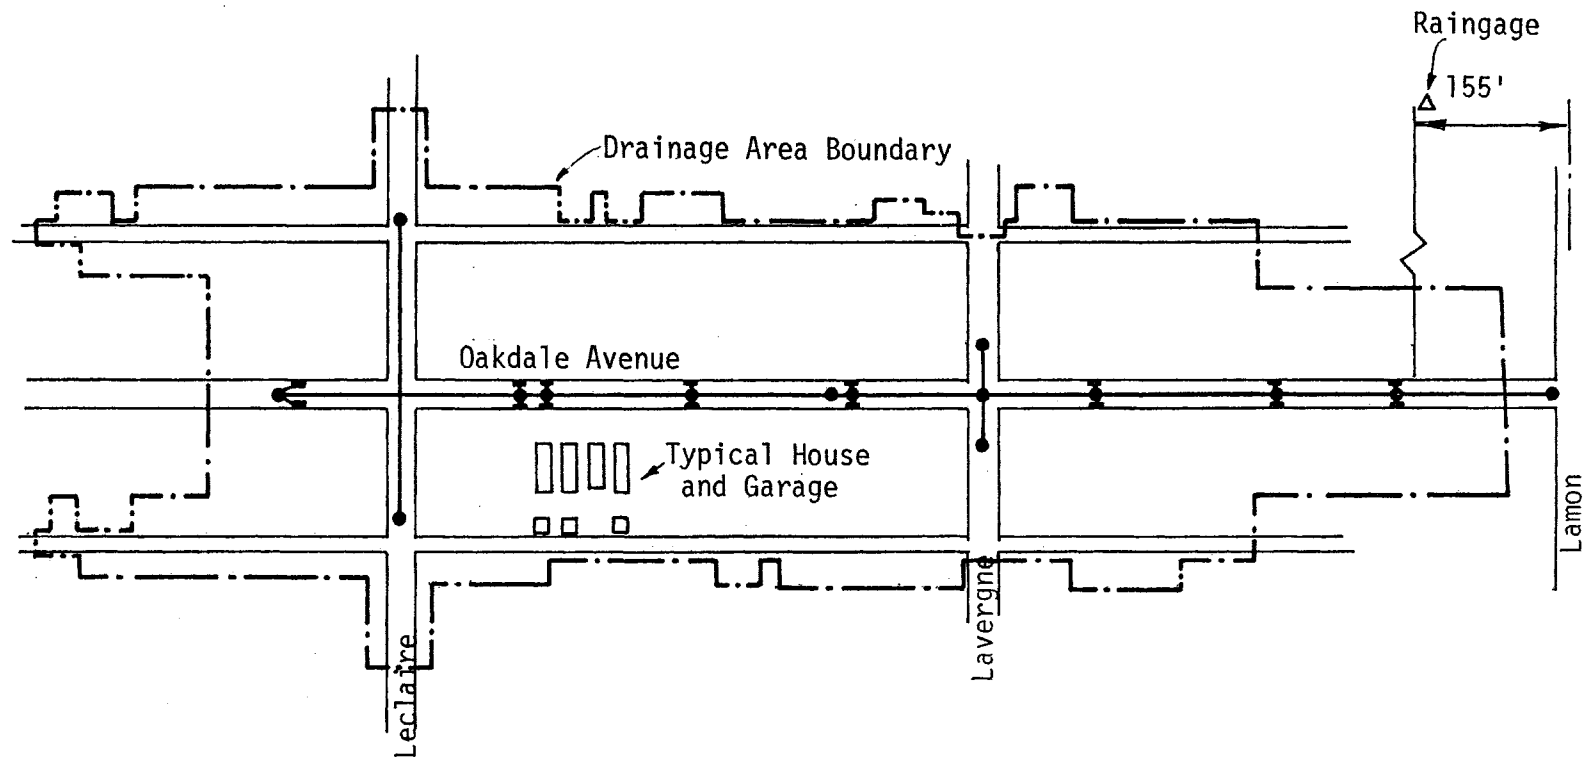 Raingage
155'
Drainage Area Boundary
Oakdale Avenue
Typical House
and Garage
Leclaire
Lavergne
Lamon